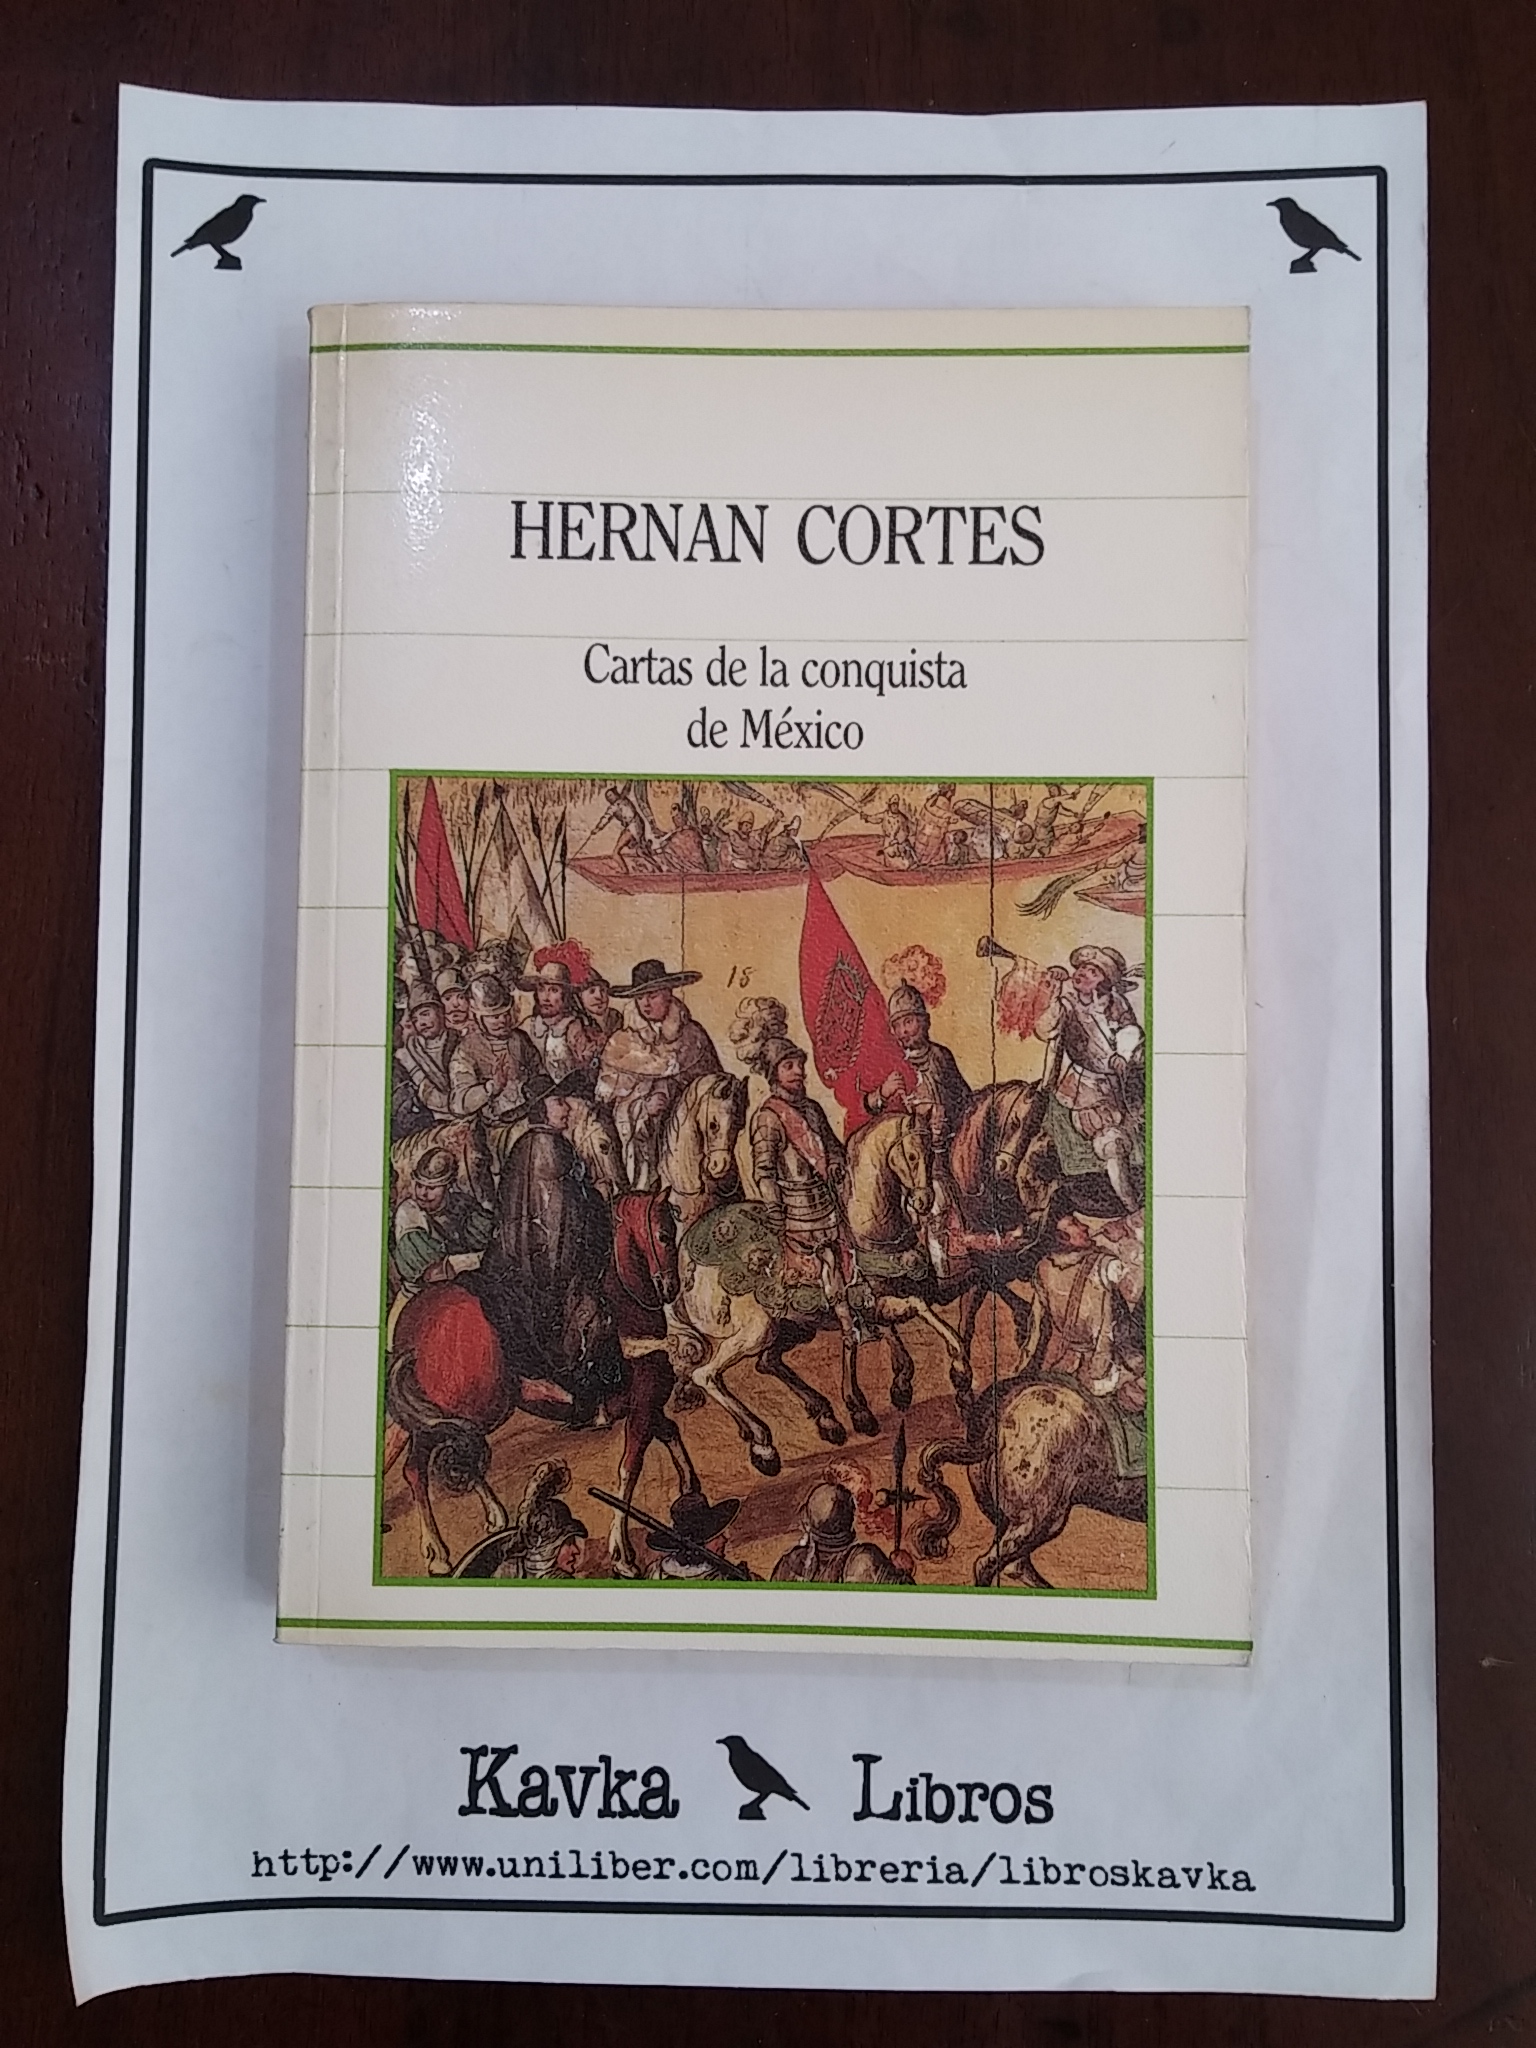 HERNAN CORTES
Cartas de la conquista
de México
18
Kavka Libros
http://www.uniliber.com/libreria/libroskavka